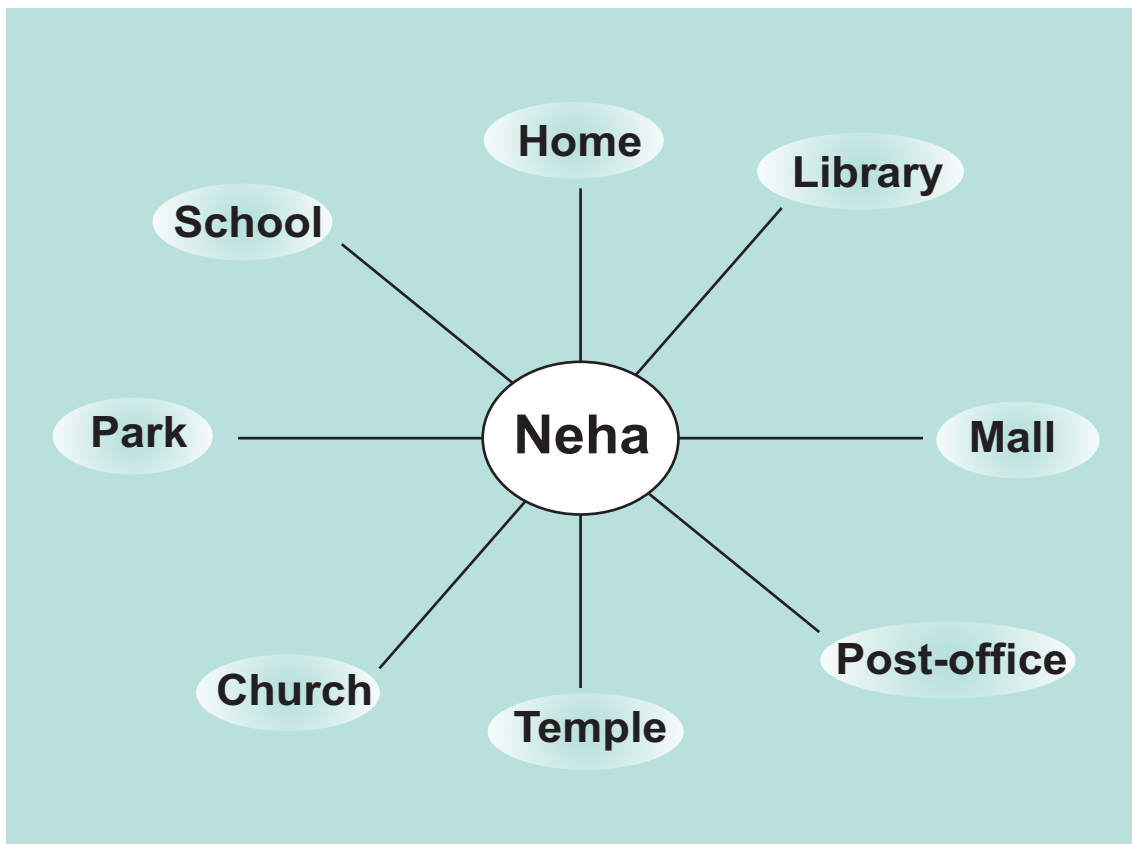 Home
Library
School
Park
Neha
Mall
Church
Temple
Post-office